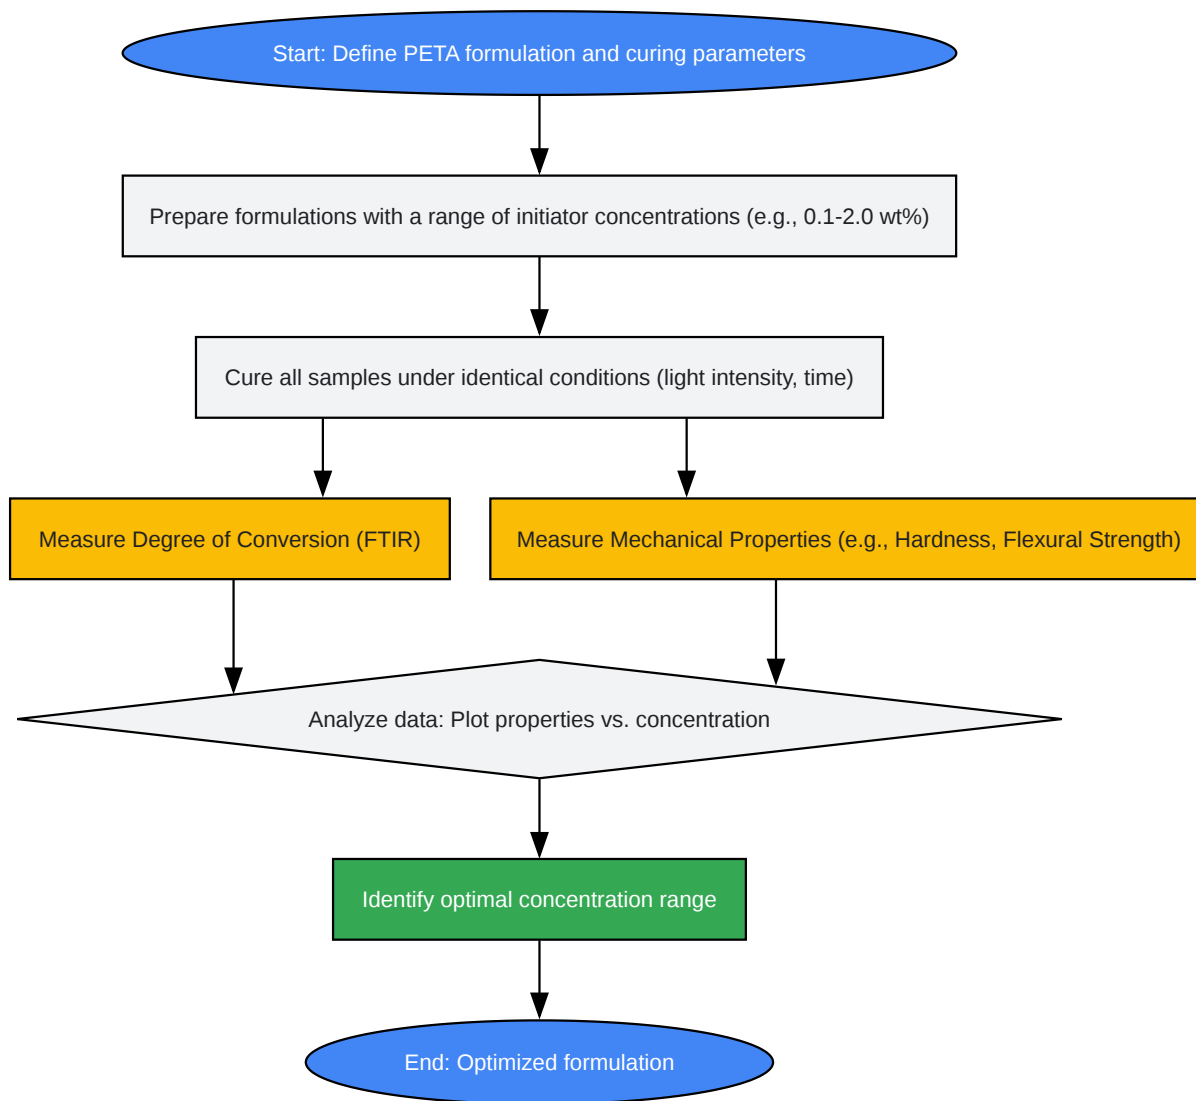 Start: Define PETA formulation and curing parameters
Prepare formulations with a range of initiator concentrations (e.g., 0.1-2.0 wt%)
Cure all samples under identical conditions (light intensity, time)
Measure Degree of Conversion (FTIR)
Measure Mechanical Properties (e.g., Hardness, Flexural Strength)
Analyze data: Plot properties vs. concentration
Identify optimal concentration range
End: Optimized formulation